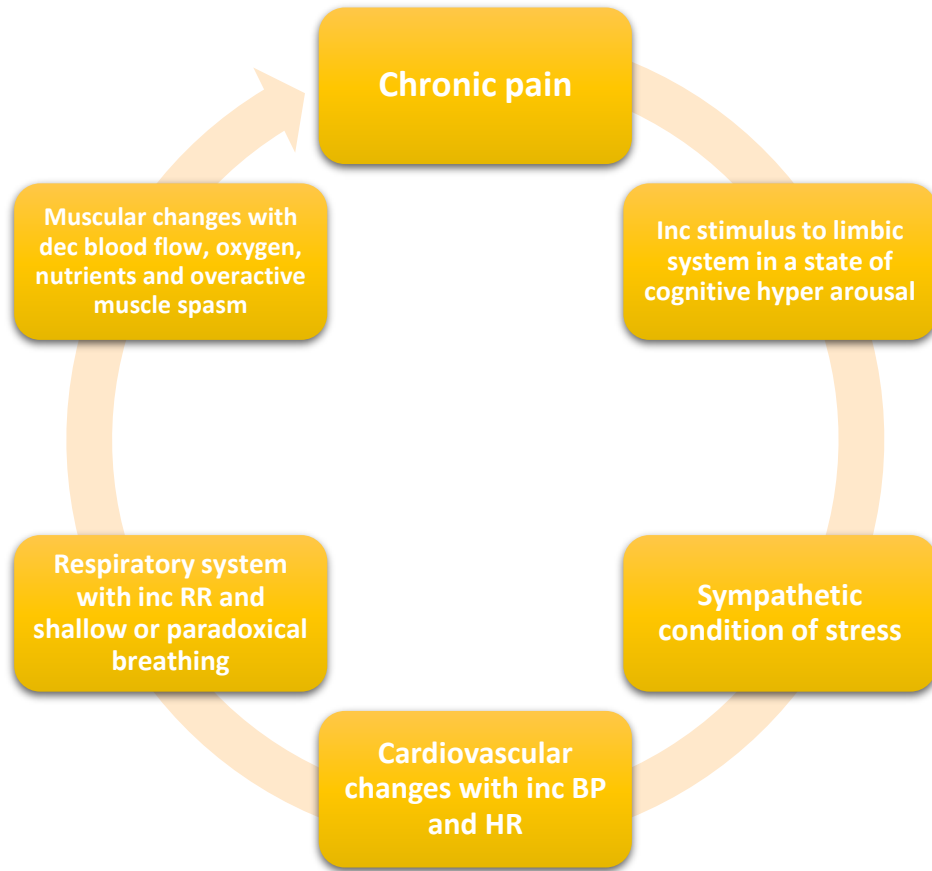 Chronic pain
Inc stimulus to limbic
system in a state of
cognitive hyper arousal
Sympathetic
condition of stress
Cardiovascular
changes with inc BP
and HR
Respiratory system
with inc RR and
shallow or paradoxical
breathing
Muscular changes with
dec blood flow, oxygen,
nutrients and overactive
muscle spasm